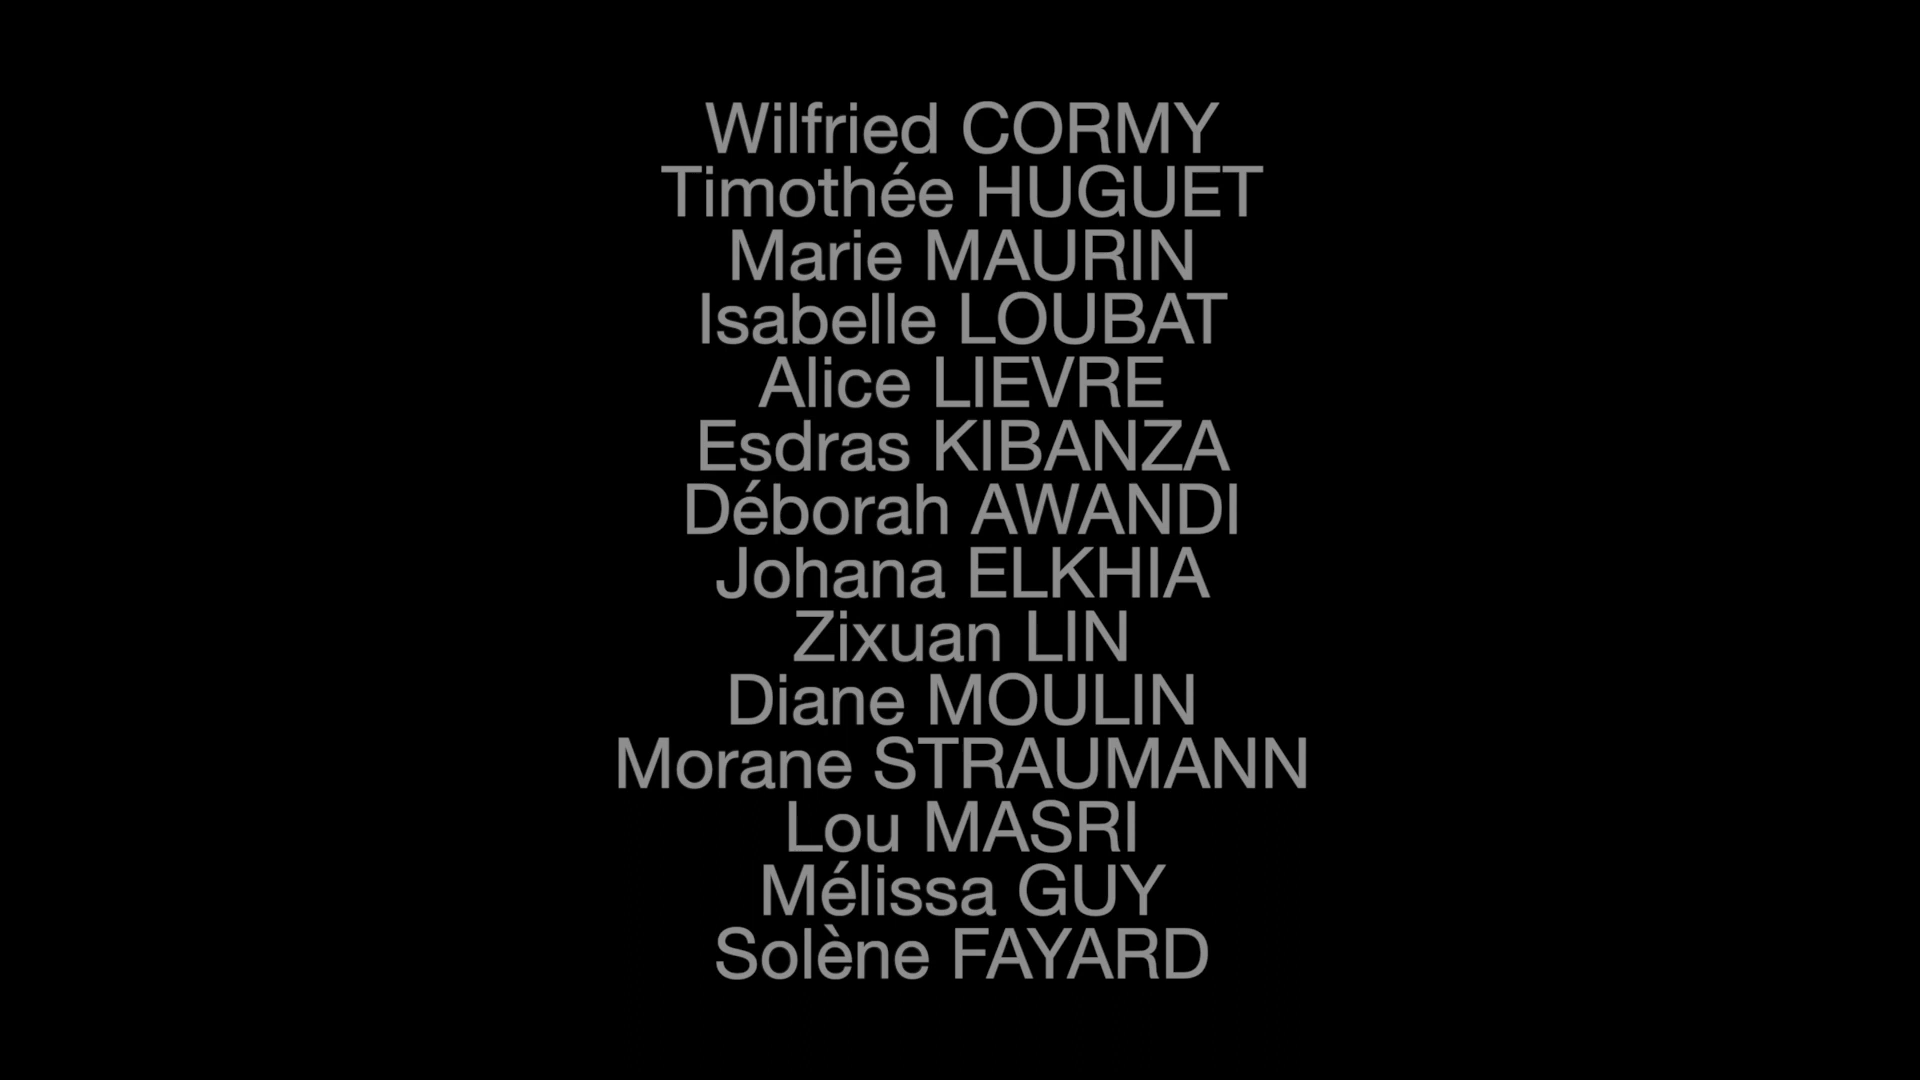 Wilfried CORMY
Timothée HUGUET
Marie MAURIN
Isabelle LOUBAT
Alice LIEVRE
Esdras KIBANZA
Déborah AWANDI
Johana ELKHIA
Zixuan LIN
Diane MOULIN
Morane STRAUMANN
Lou MASRI
Mélissa GUY
Solène FAYARD